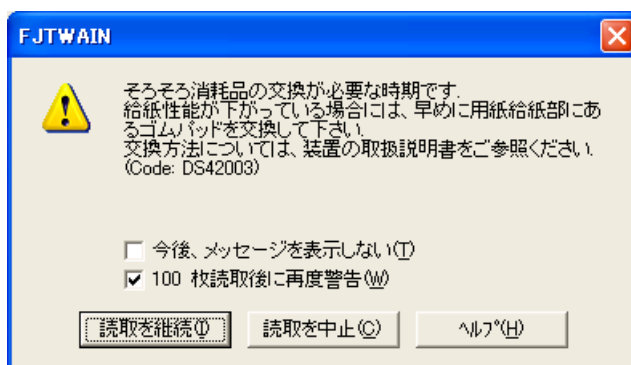 FJTWAIN
そろそろ消耗品の交換が必要な時期です.
給紙性能が下がっている場合には、早めに用紙給紙部にあ
るゴムパッドを交換して下さい.
交換方法については、装置の取扱説明書をご参照ください.
(Code: DS42003)
今後、メッセージを表示しない(T)
100 枚読取後に再度警告(W)
読取を継続(I) 読取を中止(C) ヘルプ(H)